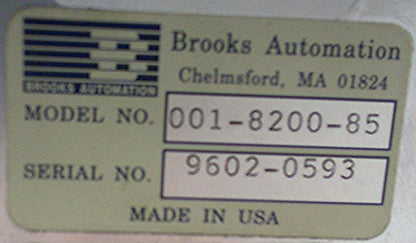 Brooks Automation
BROOKS AUTOMATION
Chelmsford, MA 01824
MODEL NO. 001-8200-85
SERIAL NO. 9602-0593
MADE IN USA